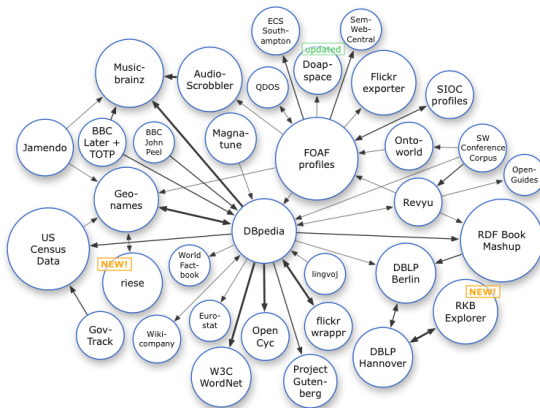 ECS
South-
ampton
Sem-
Web-
Central
updated
Doap-
space
Music-
brainz
Audio-
Scrobbler
QDOS
Flickr
exporter
SIOC
profiles
BBC
Later +
TOTP
BBC
John
Peel
Magna-
tune
FOAF
profiles
Onto-
world
SW
Conference
Corpus
Jamendo
Open-
Guides
Geo-
names
Revyu
DBpedia
US
Census
Data
RDF Book
Mashup
World
Fact-
book
NEW!
riese
lingvoj
DBLP
Berlin
NEW!
RKB
Explorer
Gov-
Track
Wiki-
company
Euro-
stat
Open
Cyc
flickr
wrappr
DBLP
Hannover
W3C
WordNet
Project
Guten-
berg